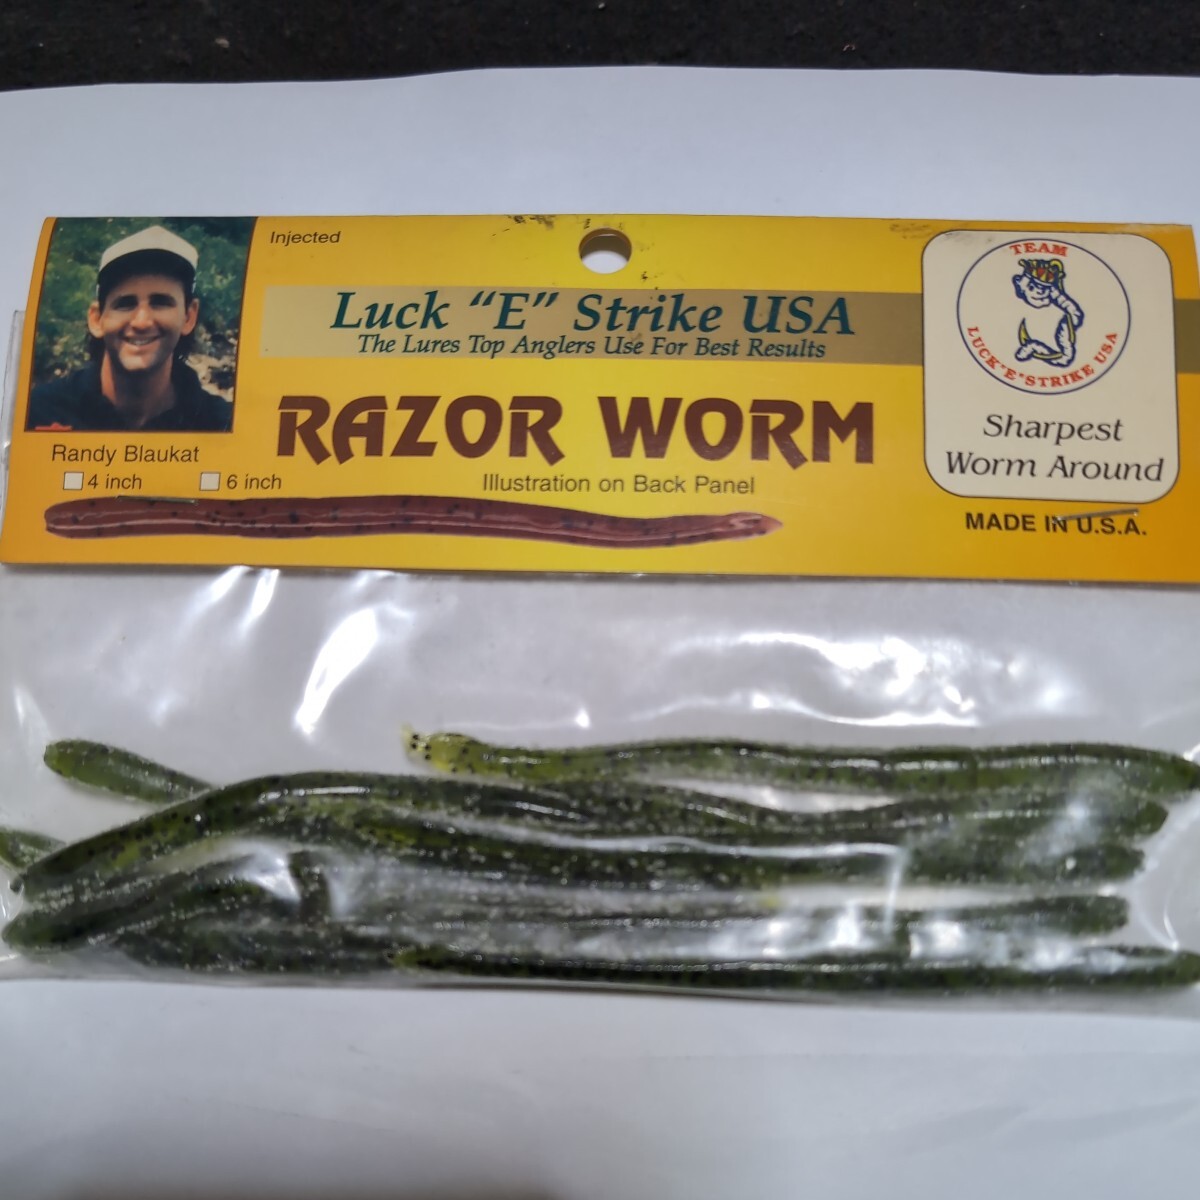 Injected
Luck "E" Strike USA
The Lures Top Anglers Use For Best Results
RAZOR WORM
Illustration on Back Panel
Randy Blaukat
4 inch
6 inch
TEAM
LUCK "E" STRIKE USA
Sharpest
Worm Around
MADE IN U.S.A.